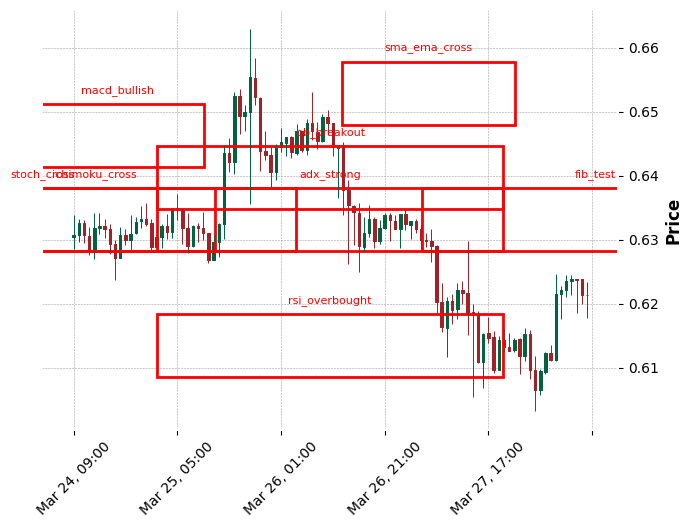 sma_ema_cross
0.66
macd_bullish
0.65
0.64
stoch_cross
adx_strong
fib_test
Price
0.63
rsi_overbought
0.62
0.61
Mar 24, 09:00
Mar 25, 05:00
Mar 26, 01:00
Mar 26, 21:00
Mar 27, 17:00